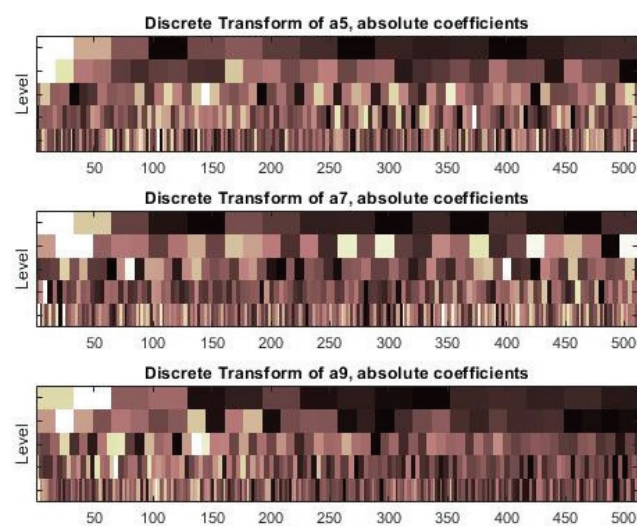 Discrete Transform of a5, absolute coefficients
Level
50 100 150 200 250 300 350 400 450 500
Discrete Transform of a7, absolute coefficients
Level
50 100 150 200 250 300 350 400 450 500
Discrete Transform of a9, absolute coefficients
Level
50 100 150 200 250 300 350 400 450 500